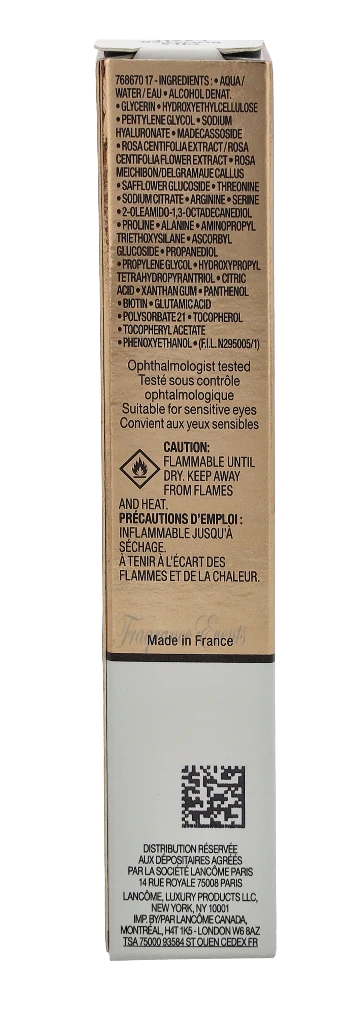 768670 17 - INGREDIENTS : • AQUA /
WATER / EAU • ALCOHOL DENAT.
• GLYCERIN • HYDROXYETHYLCELLULOSE
• PENTYLENE GLYCOL • SODIUM
HYALURONATE • MADECASSOSIDE
• ROSA CENTIFOLIA EXTRACT / ROSA
CENTIFOLIA FLOWER EXTRACT • ROSA
MEICHIBON/DELGRAMAUE CALLUS
• SAFFLOWER GLUCOSIDE • THREONINE
• SODIUM CITRATE • ARGININE • SERINE
• 2-OLEAMIDO-1,3-OCTADECANEDIOL
• PROLINE • ALANINE • AMINOPROPYL
TRIETHOXYSILANE • ASCORBYL
GLUCOSIDE • PROPANEDIOL
• PROPYLENE GLYCOL • HYDROXYPROPYL
TETRAHYDROPYRANTRIOL • CITRIC
ACID • XANTHAN GUM • PANTHENOL
• BIOTIN • GLUTAMIC ACID
• POLYSORBATE 21 • TOCOPHEROL
• TOCOPHERYL ACETATE
• PHENOXYETHANOL • (F.I.L. N295005/1)
Ophthalmologist tested
Testé sous contrôle
ophtalmologique
Suitable for sensitive eyes
Convient aux yeux sensibles
CAUTION:
FLAMMABLE UNTIL
DRY. KEEP AWAY
FROM FLAMES
AND HEAT.
PRÉCAUTIONS D'EMPLOI :
INFLAMMABLE JUSQU'À
SÉCHAGE.
À TENIR À L'ÉCART DES
FLAMMES ET DE LA CHALEUR.
Fragrance Events
Made in France
DISTRIBUTION RÉSERVÉE
AUX DÉPOSITAIRES AGRÉÉS
PAR LA SOCIÉTÉ LANCÔME PARIS
14 RUE ROYALE 75008 PARIS
LANCÔME, LUXURY PRODUCTS LLC,
NEW YORK, NY 10001
IMP. BY/PAR LANCÔME CANADA,
MONTRÉAL, H4T 1K5 - LONDON W6 8AZ
TSA 75000 93584 ST OUEN CEDEX FR